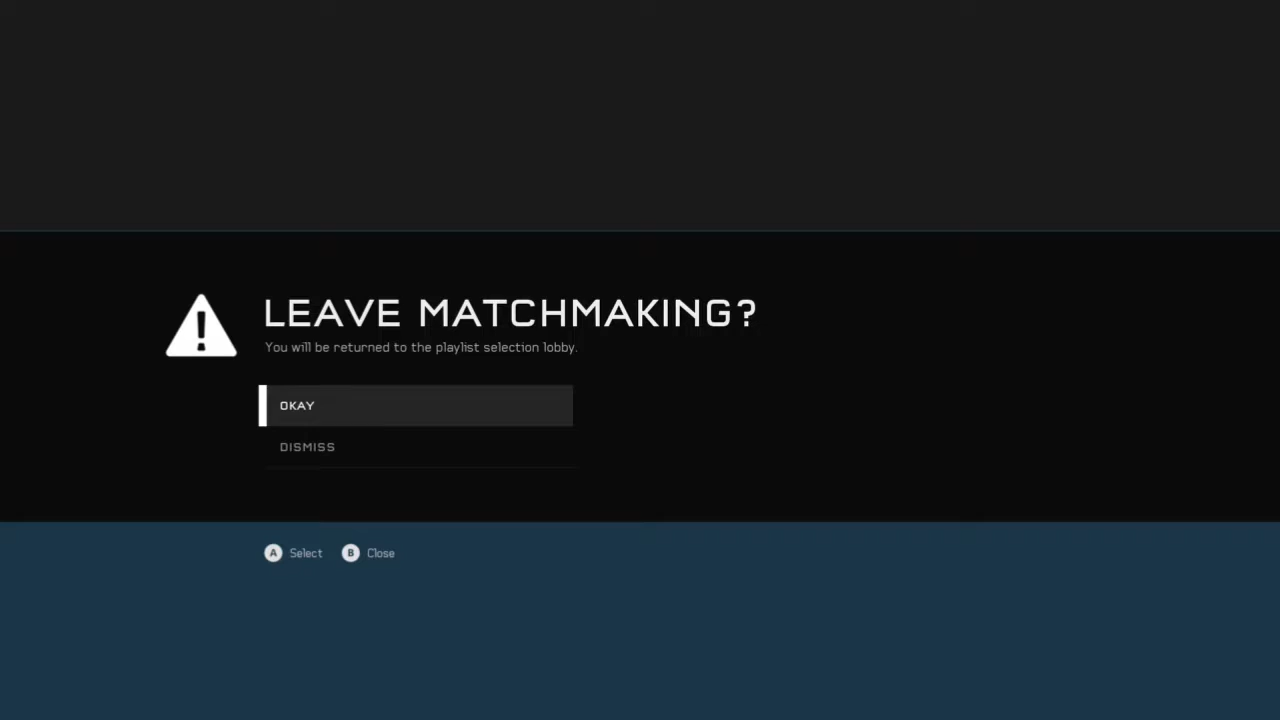 LEAVE MATCHMAKING?
You will be returned to the playlist selection lobby.
OKAY
DISMISS
A Select B Close